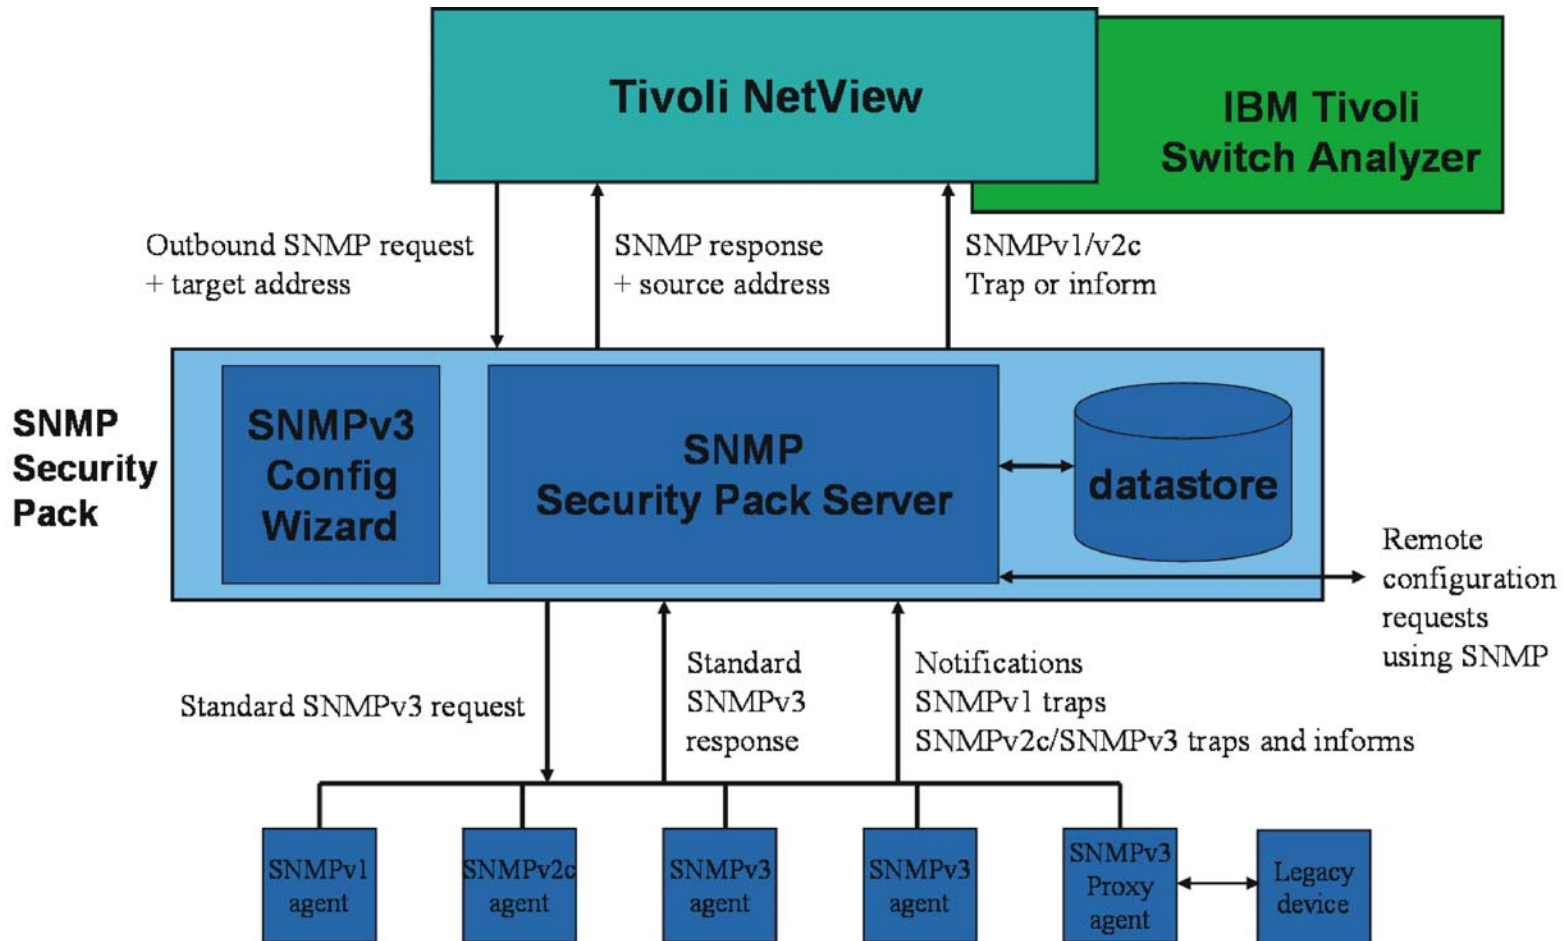 Tivoli NetView
IBM Tivoli
Switch Analyzer
Outbound SNMP request
+ target address
SNMP response
+ source address
SNMPv1/v2c
Trap or inform
SNMP
Security
Pack
SNMPv3
Config
Wizard
SNMP
Security Pack Server
datastore
Remote
configuration
requests
using SNMP
Standard SNMPv3 request
Standard
SNMPv3
response
Notifications
SNMPv1 traps
SNMPv2c/SNMPv3 traps and informs
SNMPv1
agent
SNMPv2c
agent
SNMPv3
agent
SNMPv3
agent
SNMPv3
Proxy
agent
Legacy
device